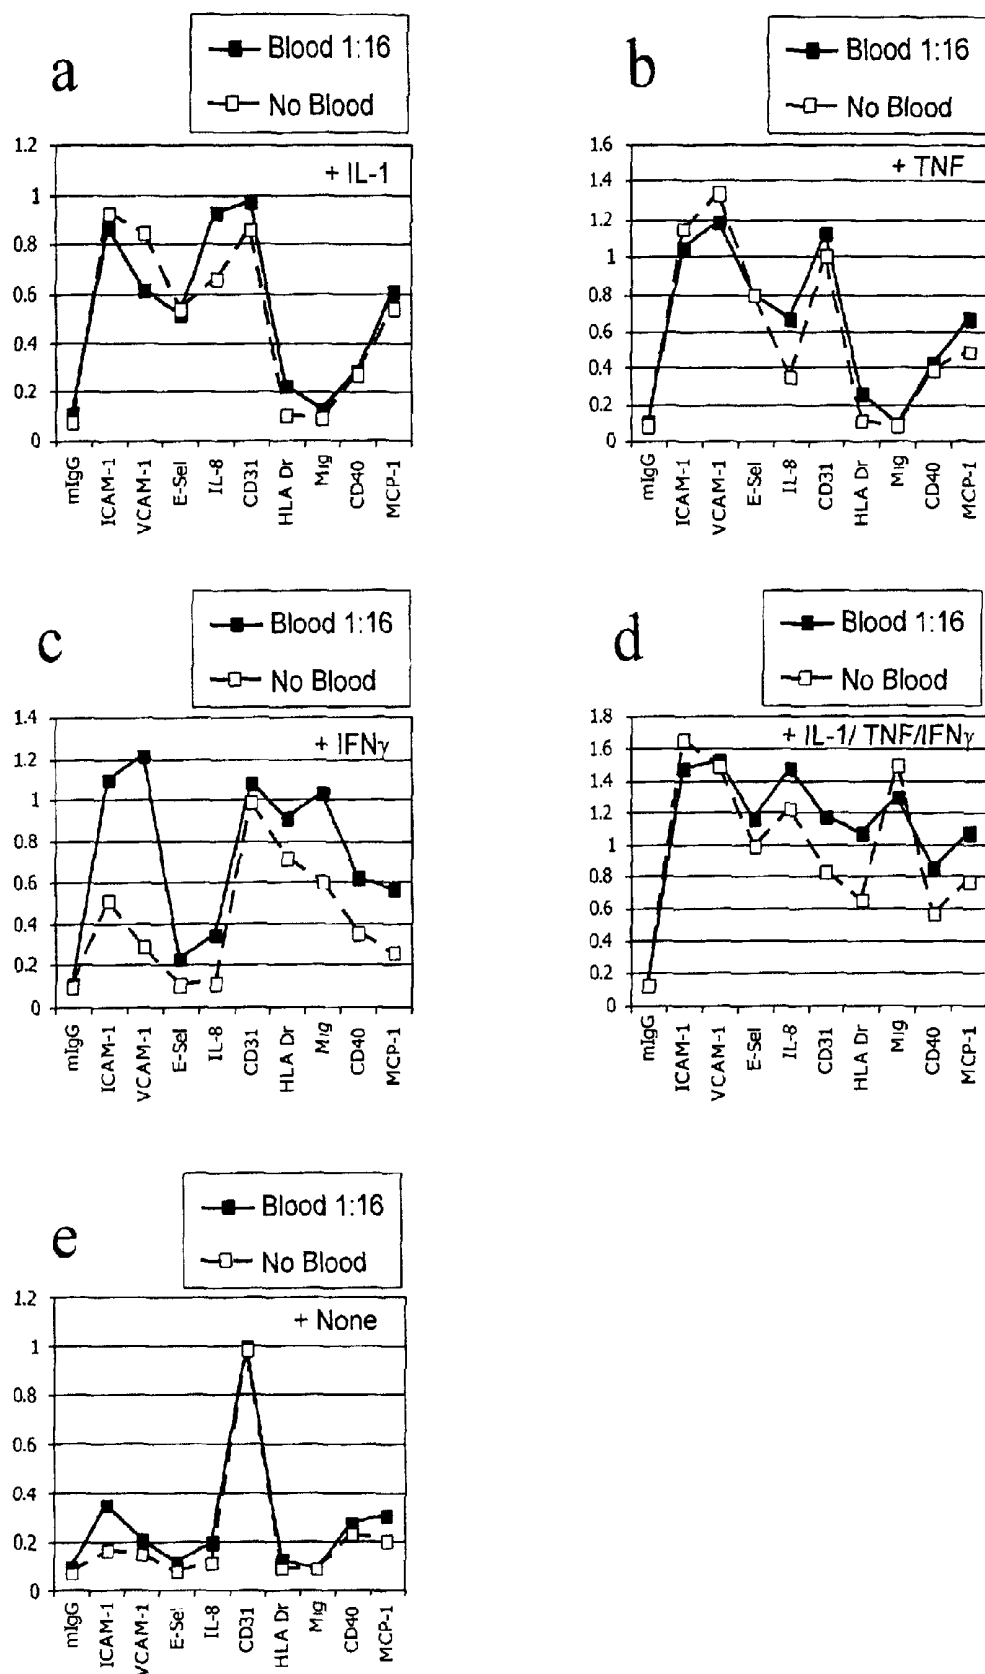 a
Blood 1:16
No Blood
+ IL-1
1.2
1
0.8
0.6
0.4
0.2
0
mIgG
ICAM-1
VCAM-1
E-Sel
IL-8
CD31
HLA Dr
Mig
CD40
MCP-1
b
Blood 1:16
No Blood
+ TNF
1.6
1.4
1.2
1
0.8
0.6
0.4
0.2
0
mIgG
ICAM-1
VCAM-1
E-Sel
IL-8
CD31
HLA Dr
Mig
CD40
MCP-1
c
Blood 1:16
No Blood
+ IFNγ
1.4
1.2
1
0.8
0.6
0.4
0.2
0
mIgG
ICAM-1
VCAM-1
E-Sel
IL-8
CD31
HLA Dr
Mig
CD40
MCP-1
d
Blood 1:16
No Blood
+ IL-1/ TNF/IFNγ
1.8
1.6
1.4
1.2
1
0.8
0.6
0.4
0.2
0
mIgG
ICAM-1
VCAM-1
E-Sel
IL-8
CD31
HLA Dr
Mig
CD40
MCP-1
e
Blood 1:16
No Blood
+ None
1.2
1
0.8
0.6
0.4
0.2
0
mIgG
ICAM-1
VCAM-1
E-Sel
IL-8
CD31
HLA Dr
Mig
CD40
MCP-1